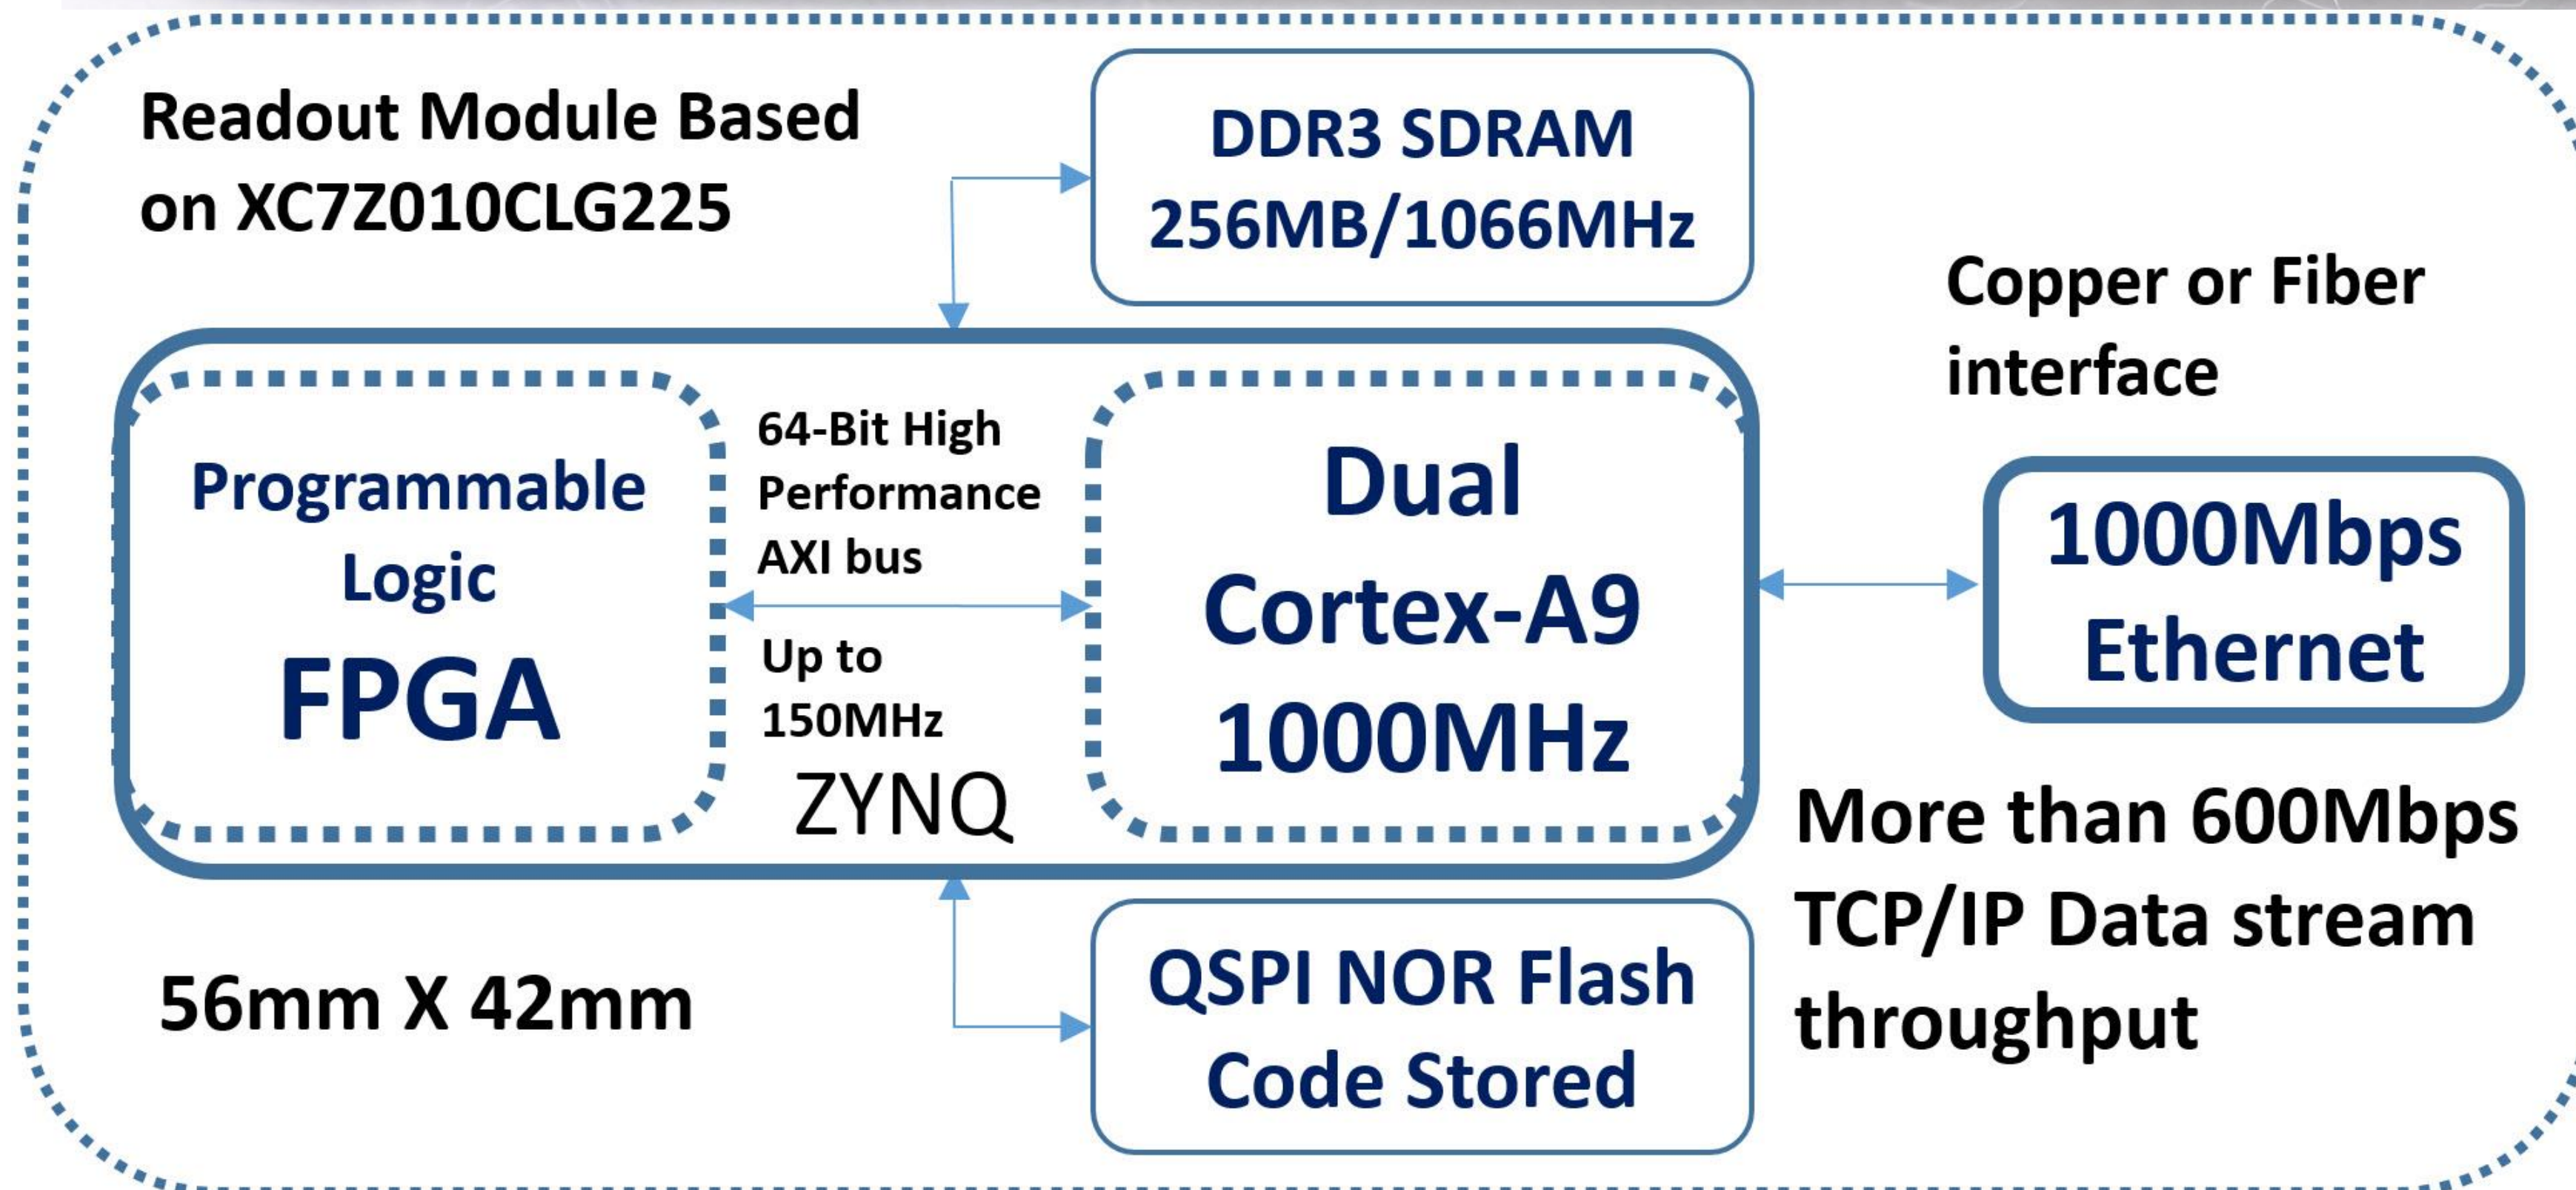 Readout Module Based
on XC7Z010CLG225
DDR3 SDRAM
256MB/1066MHz
Copper or Fiber
interface
Programmable
Logic
FPGA
64-Bit High
Performance
AXI bus
Up to
150MHz
ZYNQ
Dual
Cortex-A9
1000MHz
1000Mbps
Ethernet
More than 600Mbps
TCP/IP Data stream
throughput
56mm X 42mm
QSPI NOR Flash
Code Stored